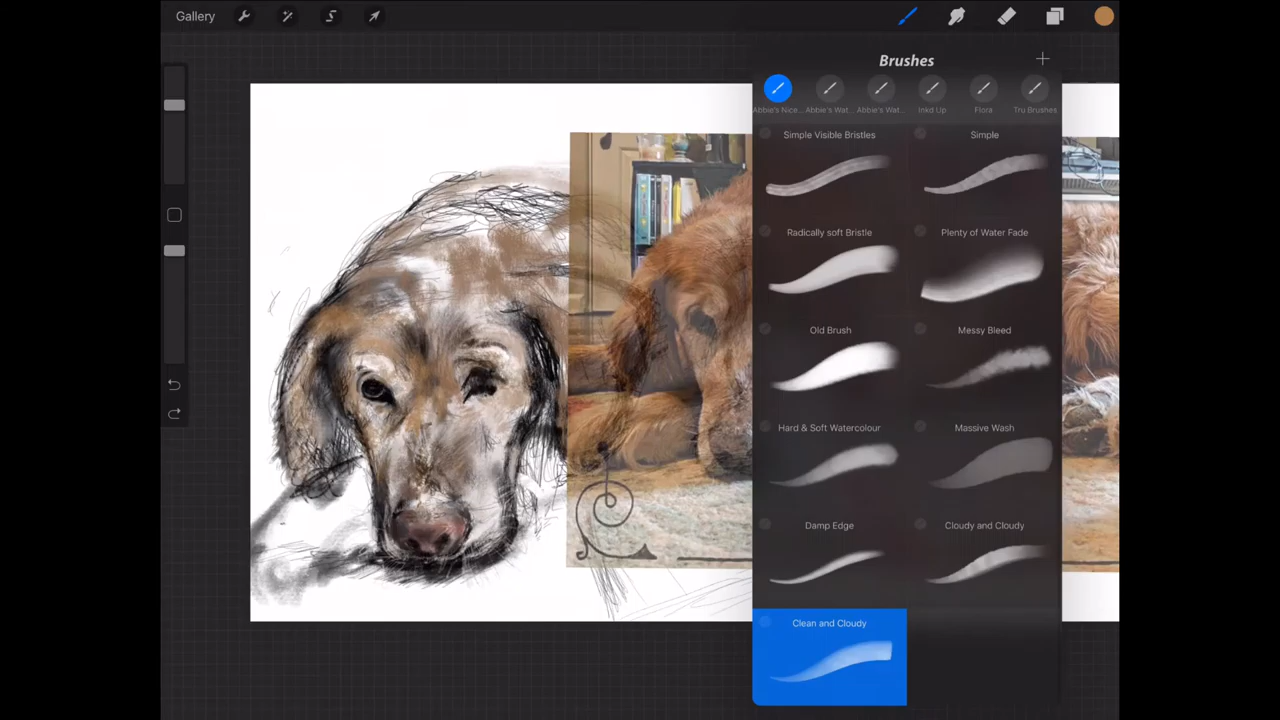 Gallery
Brushes
Abbie's Nice...
Abbie's Wat...
Abbie's Wat...
Inkd Up
Flora
Tru Brushes
Simple Visible Bristles
Simple
Radically soft Bristle
Plenty of Water Fade
Old Brush
Messy Bleed
Hard & Soft Watercolour
Massive Wash
Damp Edge
Cloudy and Cloudy
Clean and Cloudy